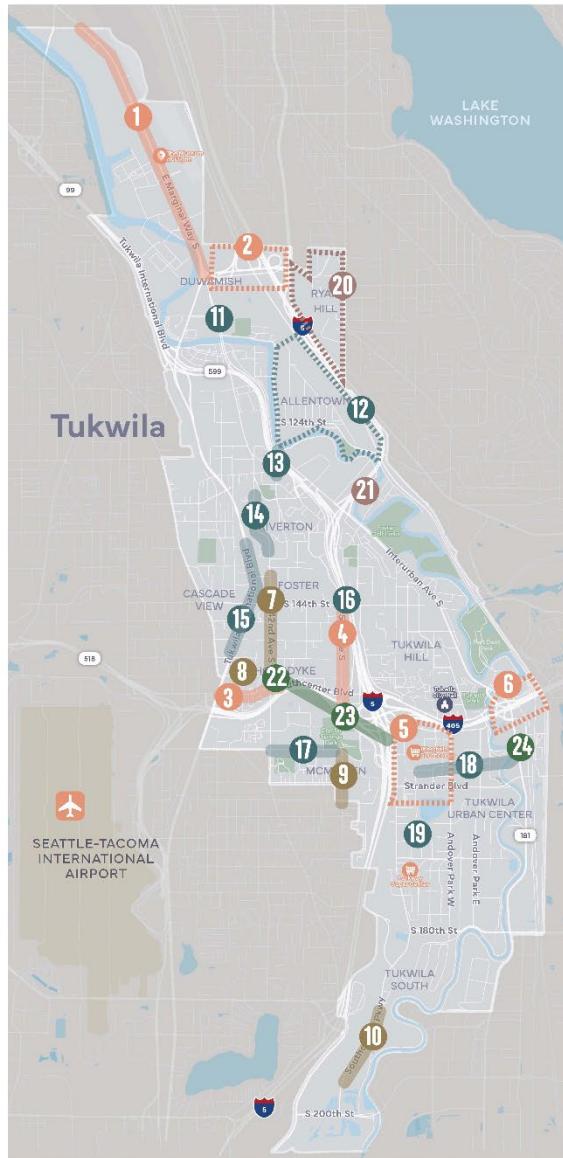 LAKE
WASHINGTON
1
99
E Marginal Way S
Tukwila International Blvd
2
DUWAMISH
20
HILL
11
5
599
ALLENTOWN
12
Tukwila
S 124th St
13
21
14
Interurban Ave S
CASCADE
VIEW
7
FOSTER
S 144th St
16
15
42nd Ave S
4
TUKWILA
HILL
518
8
22
3
5
6
405
23
5
17
24
18
9
Strander Blvd
TUKWILA
URBAN CENTER
SEATTLE-TACOMA
INTERNATIONAL
AIRPORT
19
181
Andover Park W
Andover Park E
S 180th St
TUKWILA
SOUTH
10
5
S 200th St